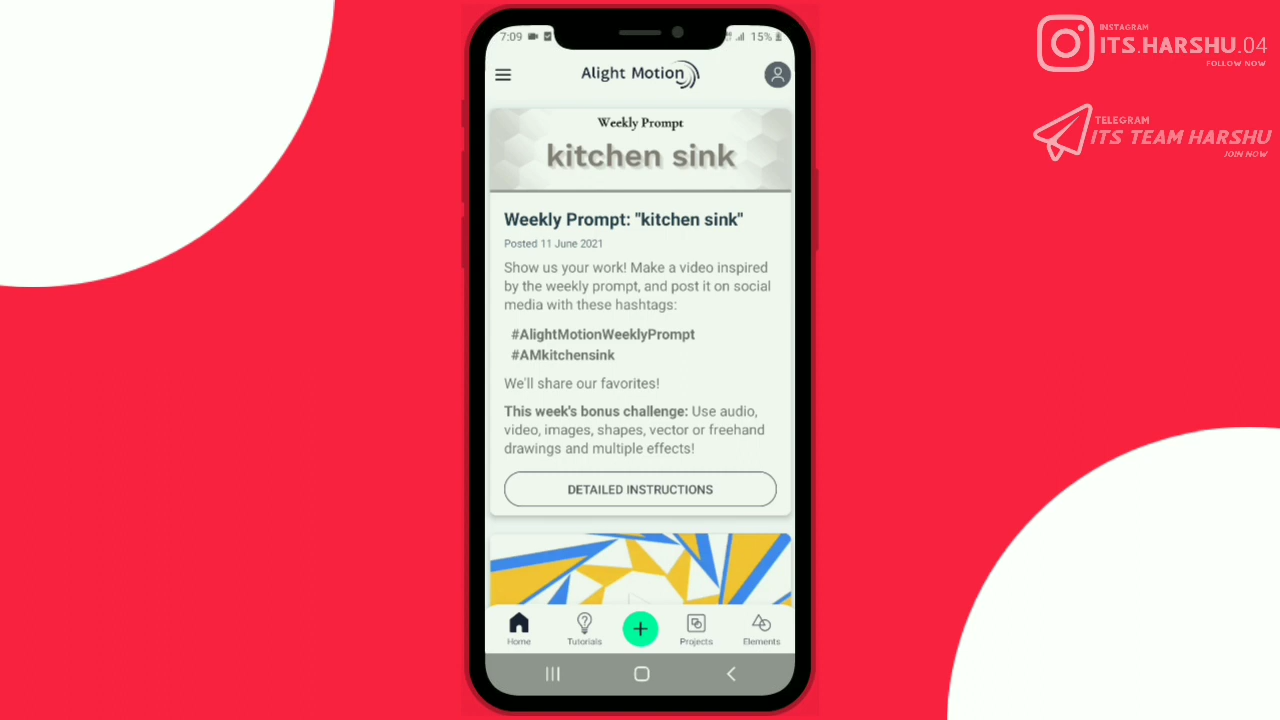 7:09
15%
Alight Motion
Weekly Prompt
kitchen sink
Weekly Prompt: "kitchen sink"
Posted 11 June 2021
Show us your work! Make a video inspired
by the weekly prompt, and post it on social
media with these hashtags:
#AlightMotionWeeklyPrompt
#AMkitchensink
We'll share our favorites!
This week's bonus challenge: Use audio,
video, images, shapes, vector or freehand
drawings and multiple effects!
DETAILED INSTRUCTIONS
Home
Tutorials
Projects
Elements
INSTAGRAM
ITS.HARSHU.04
FOLLOW NOW
TELEGRAM
ITS TEAM HARSHU
JOIN NOW